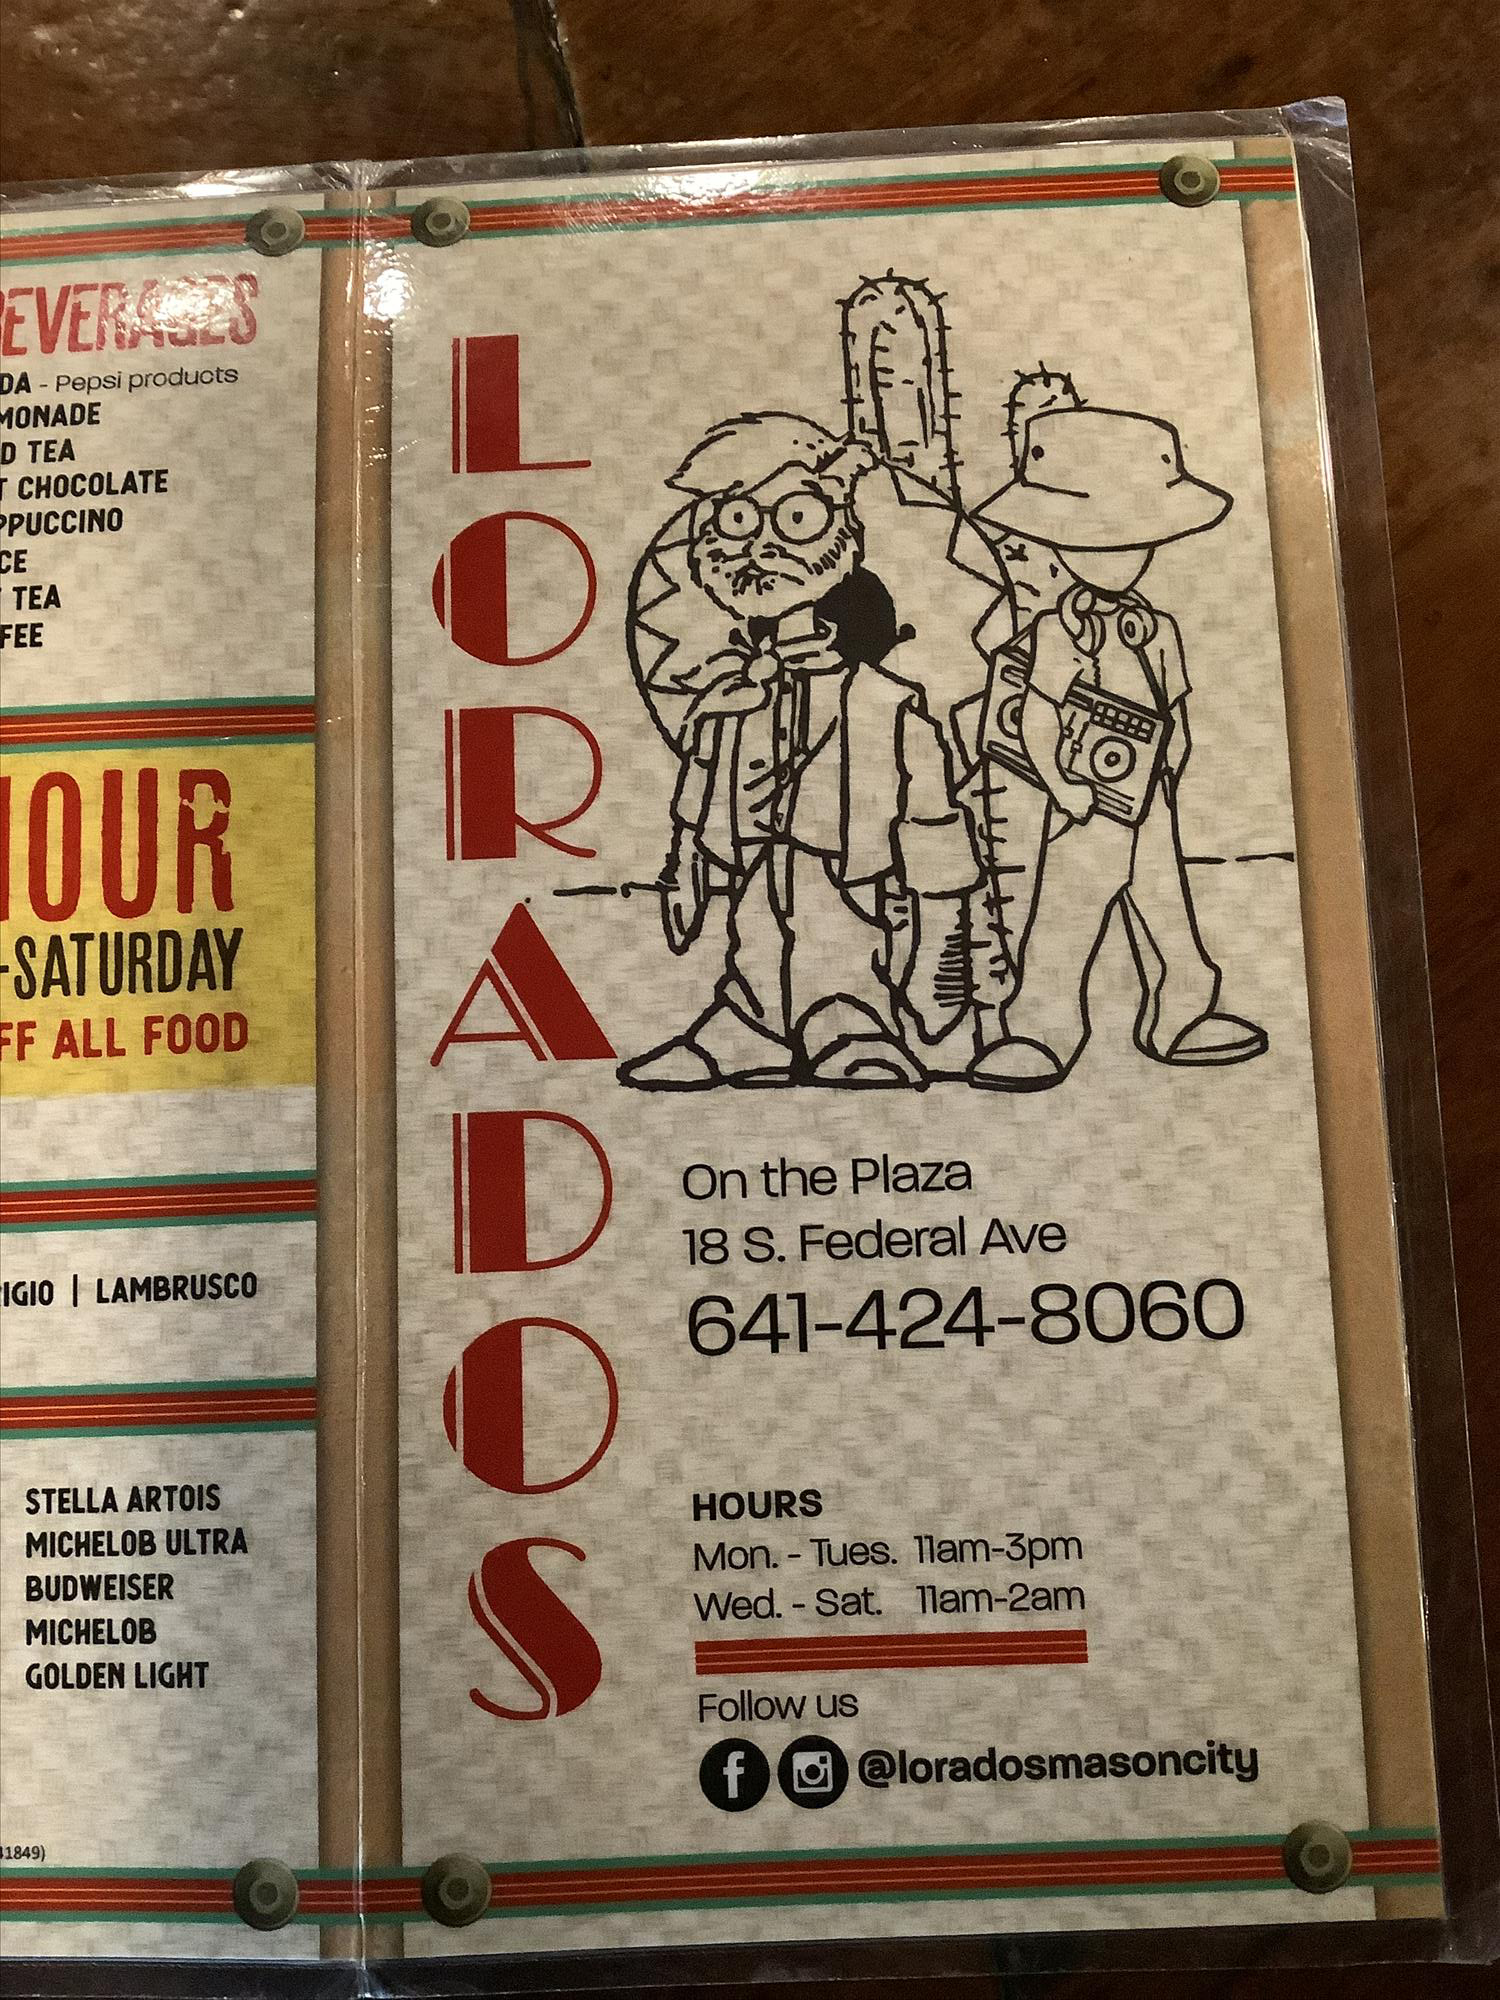 BEVERAGES
DA - Pepsi products
MONADE
D TEA
T CHOCOLATE
PPUCCINO
CE
TEA
FEE
HOUR
-SATURDAY
FF ALL FOOD
IGIO | LAMBRUSCO
STELLA ARTOIS
MICHELOB ULTRA
BUDWEISER
MICHELOB
GOLDEN LIGHT
1849)
LORADOS
On the Plaza
18 S. Federal Ave
641-424-8060
HOURS
Mon. - Tues. 11am-3pm
Wed. - Sat. 11am-2am
Follow us
@loradosmasoncity